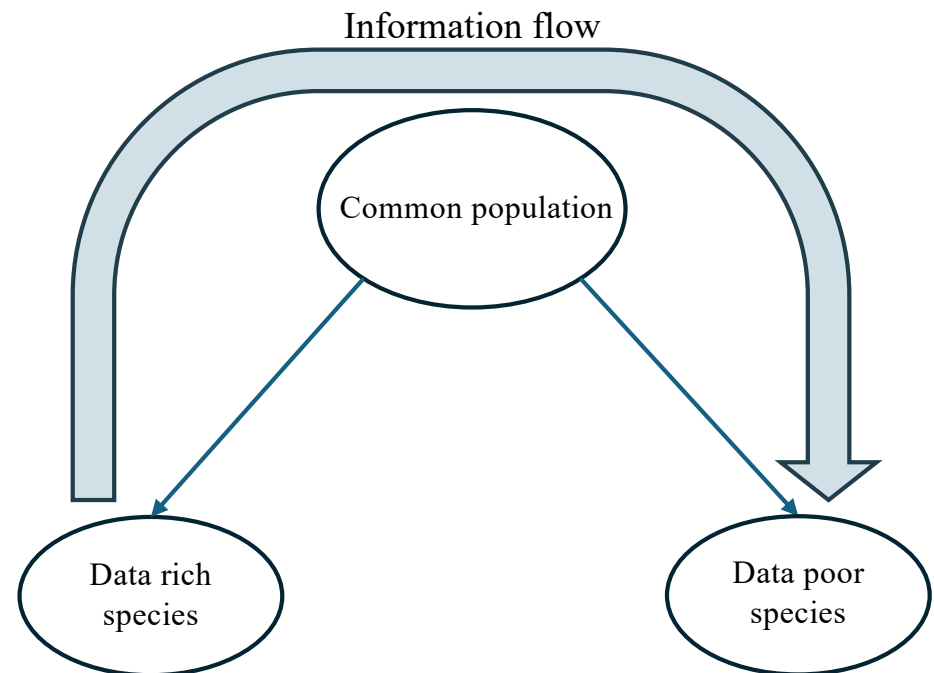 Information flow
Common population
Data rich
species
Data poor
species